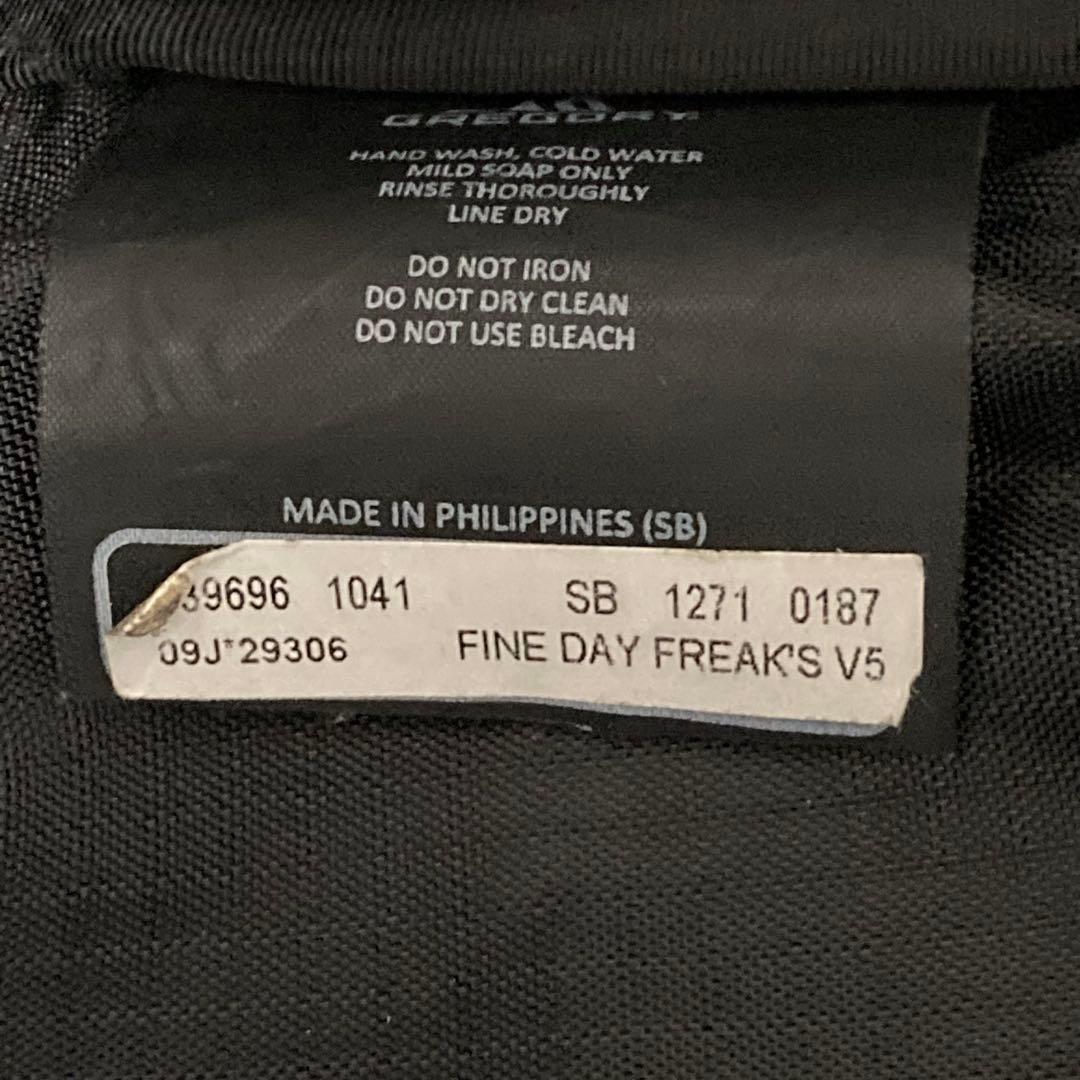 GREGORY
HAND WASH, COLD WATER
MILD SOAP ONLY
RINSE THOROUGHLY
LINE DRY
DO NOT IRON
DO NOT DRY CLEAN
DO NOT USE BLEACH
MADE IN PHILIPPINES (SB)
39696 1041 SB 1271 0187
09J*29306 FINE DAY FREAK'S V5